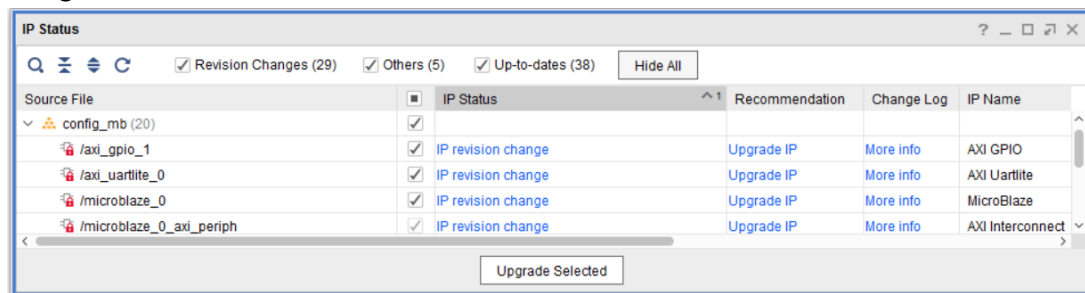 IP Status
Revision Changes (29) Others (5) Up-to-dates (38) Hide All
Source File IP Status 1 Recommendation Change Log IP Name
config_mb (20)
/axi_gpio_1 IP revision change Upgrade IP More info AXI GPIO
/axi_uartlite_0 IP revision change Upgrade IP More info AXI Uartlite
/microblaze_0 IP revision change Upgrade IP More info MicroBlaze
/microblaze_0_axi_periph IP revision change Upgrade IP More info AXI Interconnect
Upgrade Selected